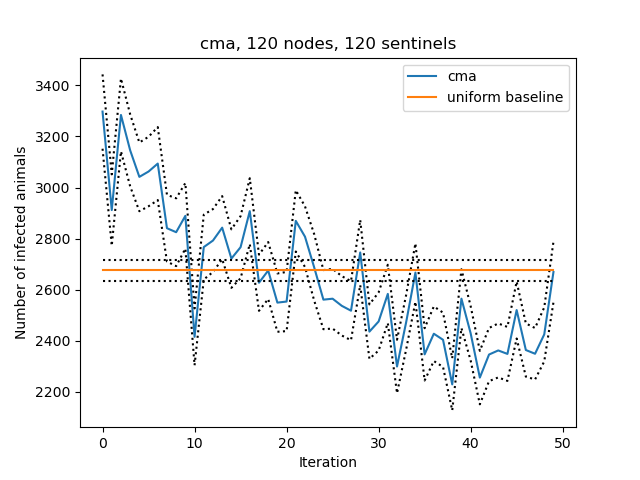 cma, 120 nodes, 120 sentinels
cma
uniform baseline
Number of infected animals
3400
3200
3000
2800
2600
2400
2200
0 10 20 30 40 50
Iteration